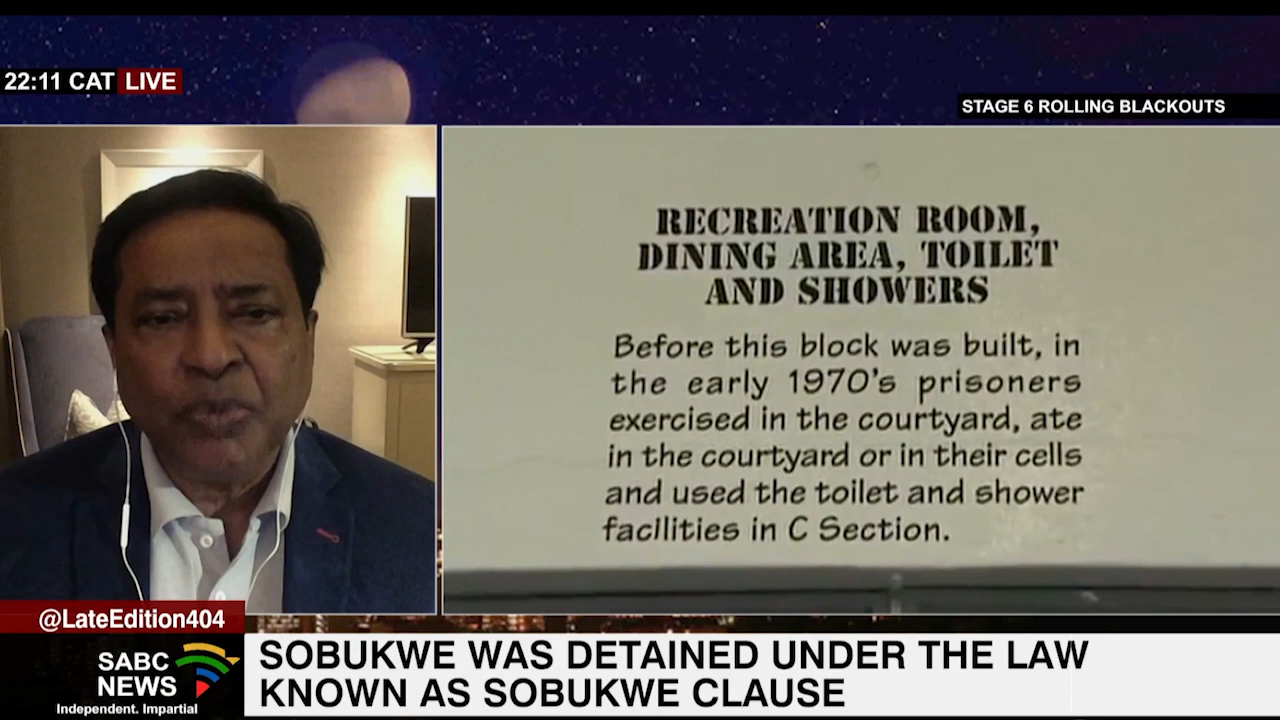 22:11 CAT LIVE
STAGE 6 ROLLING BLACKOUTS
RECREATION ROOM,
DINING AREA, TOILET
AND SHOWERS
Before this block was built, in
the early 1970's prisoners
exercised in the courtyard, ate
in the courtyard or in their cells
and used the toilet and shower
facilities in C Section.
@LateEdition404
SABC
NEWS
Independent. Impartial
SOBUKWE WAS DETAINED UNDER THE LAW
KNOWN AS SOBUKWE CLAUSE